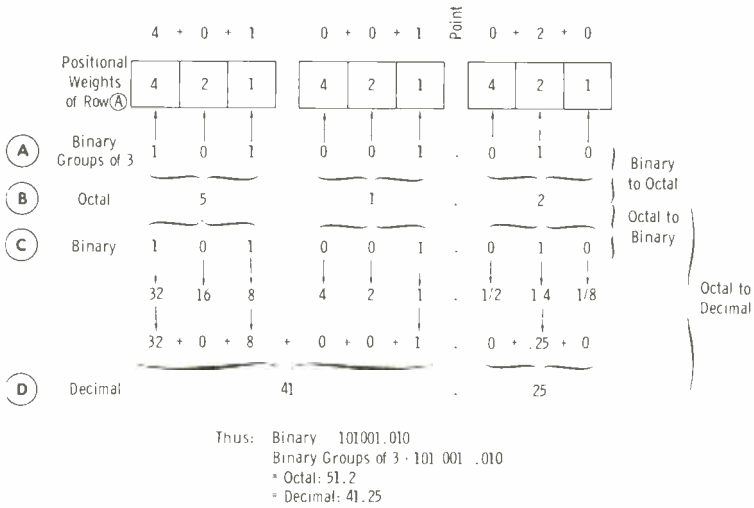 4 + 0 + 1 0 + 0 + 1 Point 0 + 2 + 0
Positional
Weights
of Row Ⓐ
4 2 1 4 2 1 4 2 1
A Binary
Groups of 3
1 0 1 0 0 1 . 0 1 0
Binary
to Octal
B Octal 5 1 . 2
Octal to
Binary
C Binary 1 0 1 0 0 1 . 0 1 0
32 16 8 4 2 1 . 1/2 1 4 1/8
Octal to
Decimal
32 + 0 + 8 + 0 + 0 + 1 . 0 + .25 + 0
D Decimal 41 . 25
Thus: Binary 101001.010
Binary Groups of 3 · 101 001 .010
= Octal: 51.2
= Decimal: 41.25